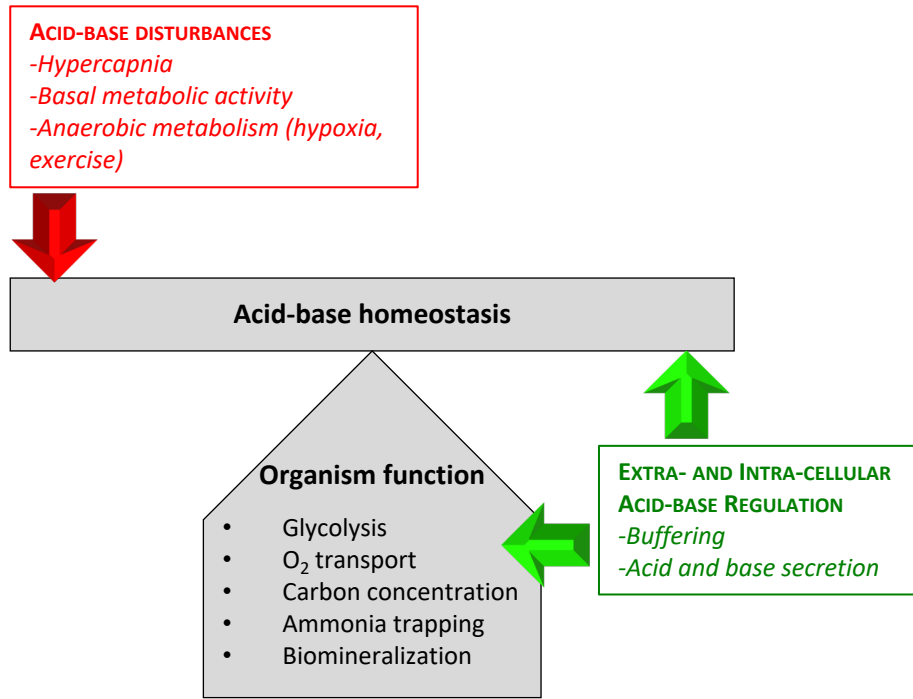 ACID-BASE DISTURBANCES
-Hypercapnia
-Basal metabolic activity
-Anaerobic metabolism (hypoxia,
exercise)
Acid-base homeostasis
Organism function
• Glycolysis
• O₂ transport
• Carbon concentration
• Ammonia trapping
• Biomineralization
EXTRA- AND INTRA-CELLULAR
ACID-BASE REGULATION
-Buffering
-Acid and base secretion